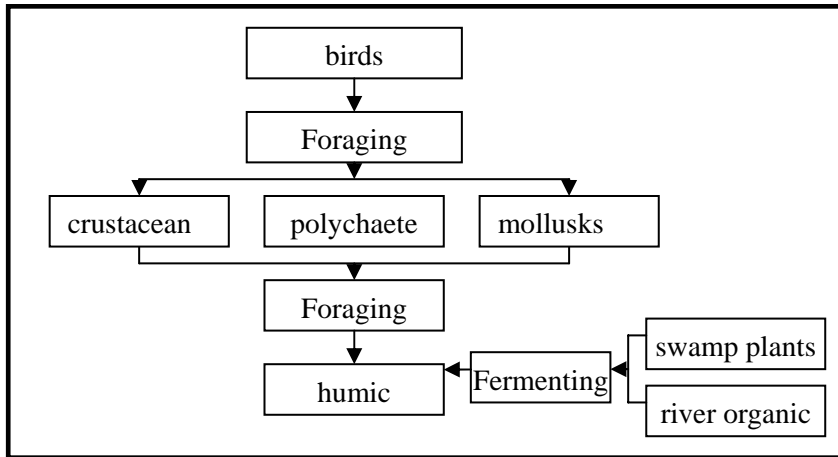 birds
Foraging
crustacean
polychaete
mollusks
Foraging
swamp plants
humic
Fermenting
river organic